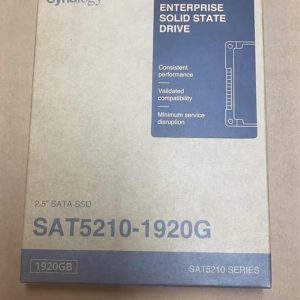 Synology
ENTERPRISE
SOLID STATE
DRIVE
Consistent
performance
Validated
compatibility
Minimum service
disruption
2.5" SATA SSD
SAT5210-1920G
1920GB
SAT5210 SERIES